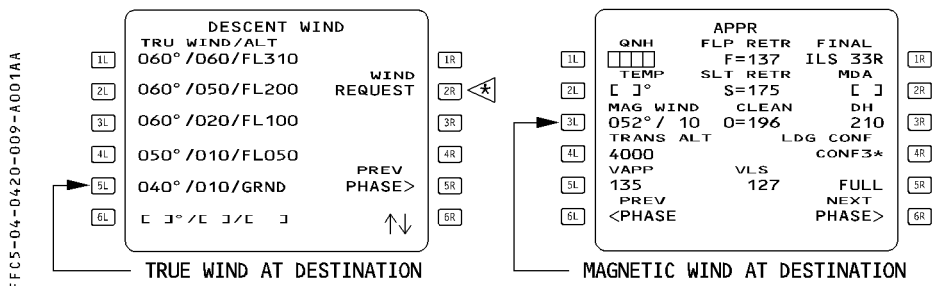 FFC5-04-0420-009-A001AA
DESCENT WIND
TRU WIND/ALT
1L 060°/060/FL310 1R
WIND
2L 060°/050/FL200 REQUEST 2R *
3L 060°/020/FL100 3R
4L 050°/010/FL050 4R
PREV
5L 040°/010/GRND PHASE> 5R
6L [ ]°/[ ]/[ ] ↑↓ 6R
TRUE WIND AT DESTINATION
APPR
QNH FLP RETR FINAL
1L F=137 ILS 33R 1R
TEMP SLT RETR MDA
2L [ ]° S=175 [ ] 2R
MAG WIND CLEAN DH
3L 052°/ 10 O=196 210 3R
TRANS ALT LDG CONF
4L 4000 CONF3* 4R
VAPP VLS
5L 135 127 FULL 5R
PREV NEXT
6L <PHASE PHASE> 6R
MAGNETIC WIND AT DESTINATION